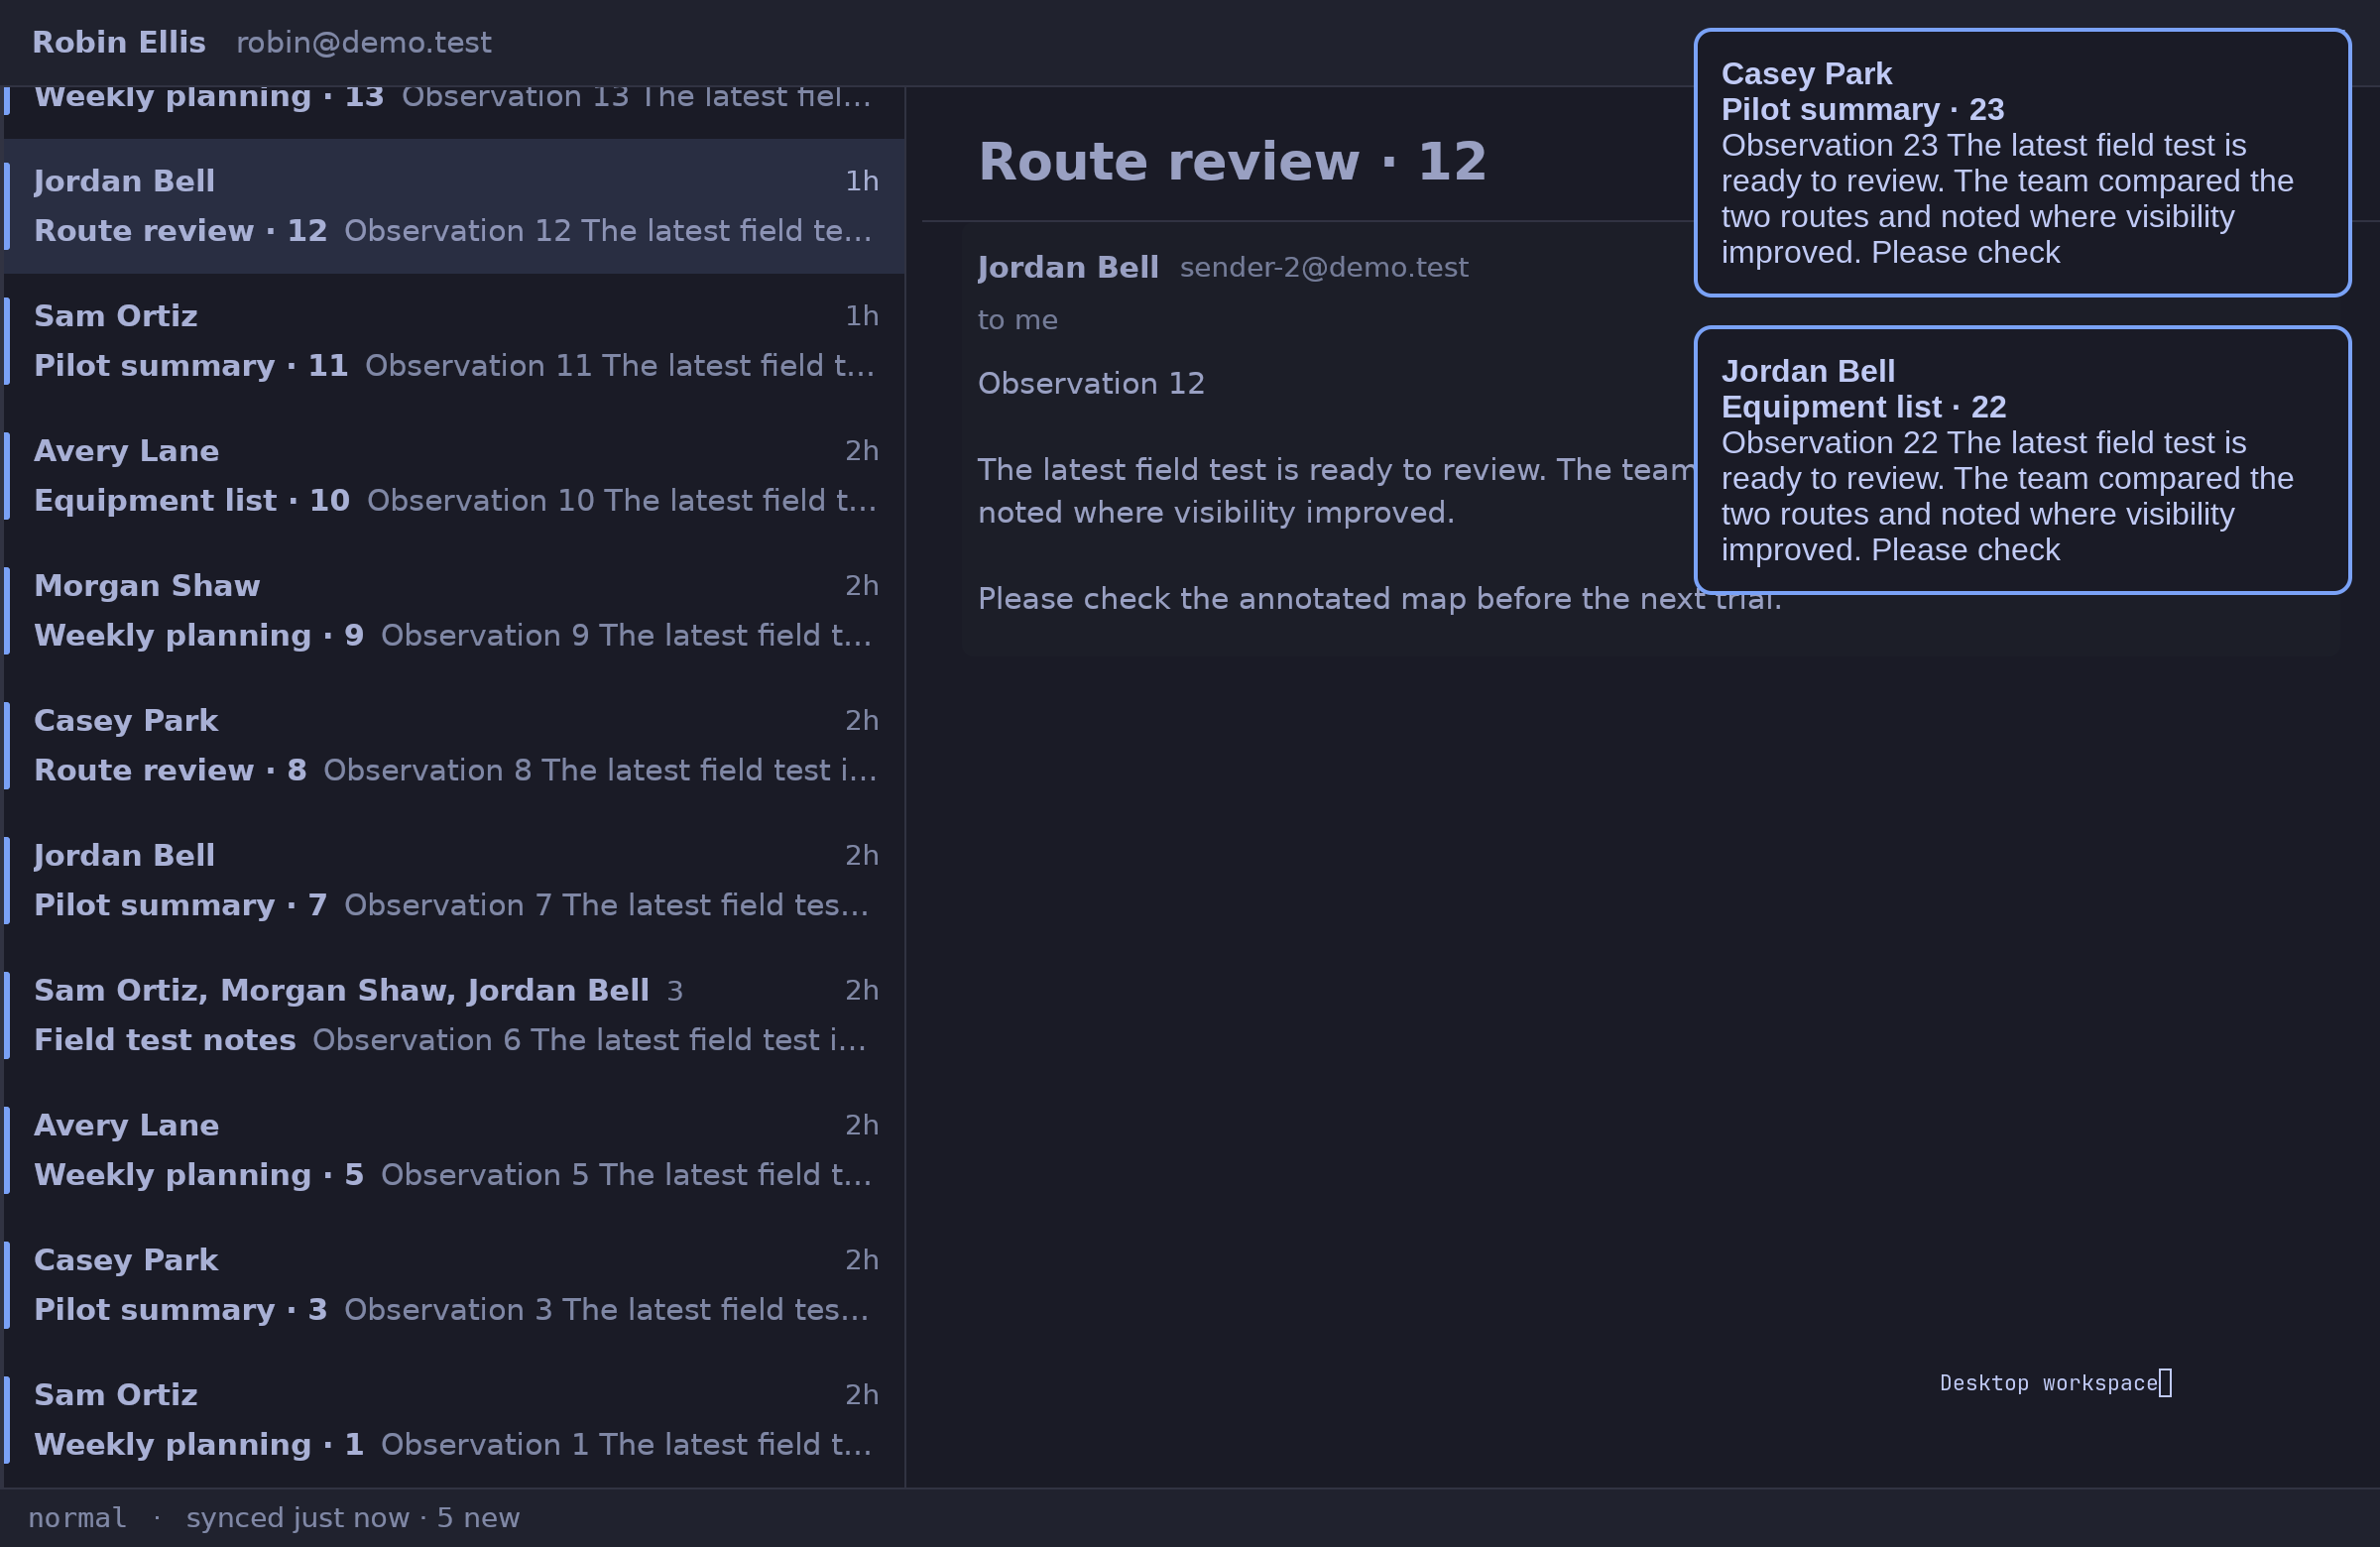 Robin Ellis robin@demo.test
Weekly planning · 13 Observation 13 The latest fiel…
Jordan Bell 1h
Route review · 12 Observation 12 The latest field te…
Sam Ortiz 1h
Pilot summary · 11 Observation 11 The latest field t…
Avery Lane 2h
Equipment list · 10 Observation 10 The latest field t…
Morgan Shaw 2h
Weekly planning · 9 Observation 9 The latest field t…
Casey Park 2h
Route review · 8 Observation 8 The latest field test i…
Jordan Bell 2h
Pilot summary · 7 Observation 7 The latest field tes…
Sam Ortiz, Morgan Shaw, Jordan Bell 3 2h
Field test notes Observation 6 The latest field test i…
Avery Lane 2h
Weekly planning · 5 Observation 5 The latest field t…
Casey Park 2h
Pilot summary · 3 Observation 3 The latest field tes…
Sam Ortiz 2h
Weekly planning · 1 Observation 1 The latest field t…
Route review · 12
Jordan Bell sender-2@demo.test
to me
Observation 12
The latest field test is ready to review. The team
noted where visibility improved.
Please check the annotated map before the next trial.
Casey Park
Pilot summary · 23
Observation 23 The latest field test is
ready to review. The team compared the
two routes and noted where visibility
improved. Please check
Jordan Bell
Equipment list · 22
Observation 22 The latest field test is
ready to review. The team compared the
two routes and noted where visibility
improved. Please check
Desktop workspace
normal · synced just now · 5 new